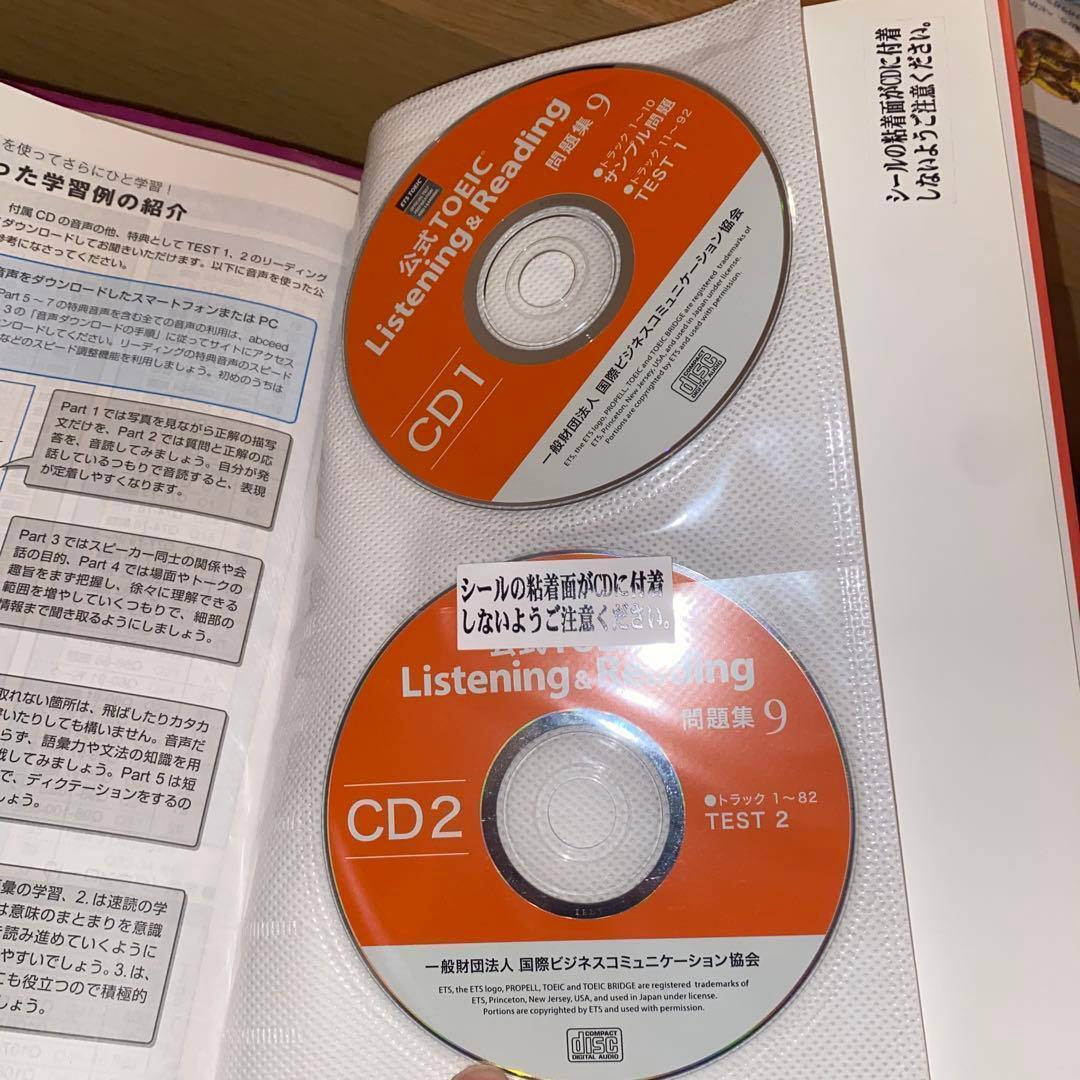 を使ってさらにひと学習！
った学習例の紹介
付属CDの音声の他、特典としてTEST 1、2のリーディング
ダウンロードしてお聞きいただけます。以下に音声を使った公
参考になさってください。
音声をダウンロードしたスマートフォンまたはPC
Part 5～7の特典音声を含む全ての音声の利用は、abceed
3の「音声ダウンロードの手順」に従ってサイトにアクセス
ンロードしてください。リーディングの特典音声のスピード
などのスピード調整機能を利用しましょう。初めのうちは
Part 1では写真を見ながら正解の描写
文だけを、Part 2では質問と正解の応
答を、音読してみましょう。自分が発
話しているつもりで音読すると、表現
が定着しやすくなります。
Part 3ではスピーカー同士の関係や会
話の目的、Part 4では場面やトークの
趣旨をまず把握し、徐々に理解できる
範囲を増やしていくつもりで、細部の
情報まで聞き取るようにしましょう。
取れない箇所は、飛ばしたりカタカ
いたりしても構いません。音声だ
らず、語彙力や文法の知識を用
戦してみましょう。Part 5は短
で、ディクテーションをするの
しょう。
彙の学習、2.は速読の学
は意味のまとまりを意識
読み進めていくように
やすいでしょう。3.は、
にも役立つので積極的
しょう。
ETS TOEIC
公式 TOEIC®
Listening & Reading
問題集 9
●トラック 1～10
サンプル問題
●トラック 11～92
TEST 1
CD 1
一般財団法人 国際ビジネスコミュニケーション協会
ETS, the ETS logo, PROPELL, TOEIC and TOEIC BRIDGE are registered trademarks of
ETS, Princeton, New Jersey, USA, and used in Japan under license.
Portions are copyrighted by ETS and used with permission.
COMPACT
disc
DIGITAL AUDIO
シールの粘着面がCDに付着
しないようご注意ください。
公式
Listening & Reading
問題集 9
CD 2
●トラック 1～82
TEST 2
一般財団法人 国際ビジネスコミュニケーション協会
ETS, the ETS logo, PROPELL, TOEIC and TOEIC BRIDGE are registered trademarks of
ETS, Princeton, New Jersey, USA, and used in Japan under license.
Portions are copyrighted by ETS and used with permission.
COMPACT
disc
DIGITAL AUDIO
シールの粘着面がCDに付着
しないようご注意ください。